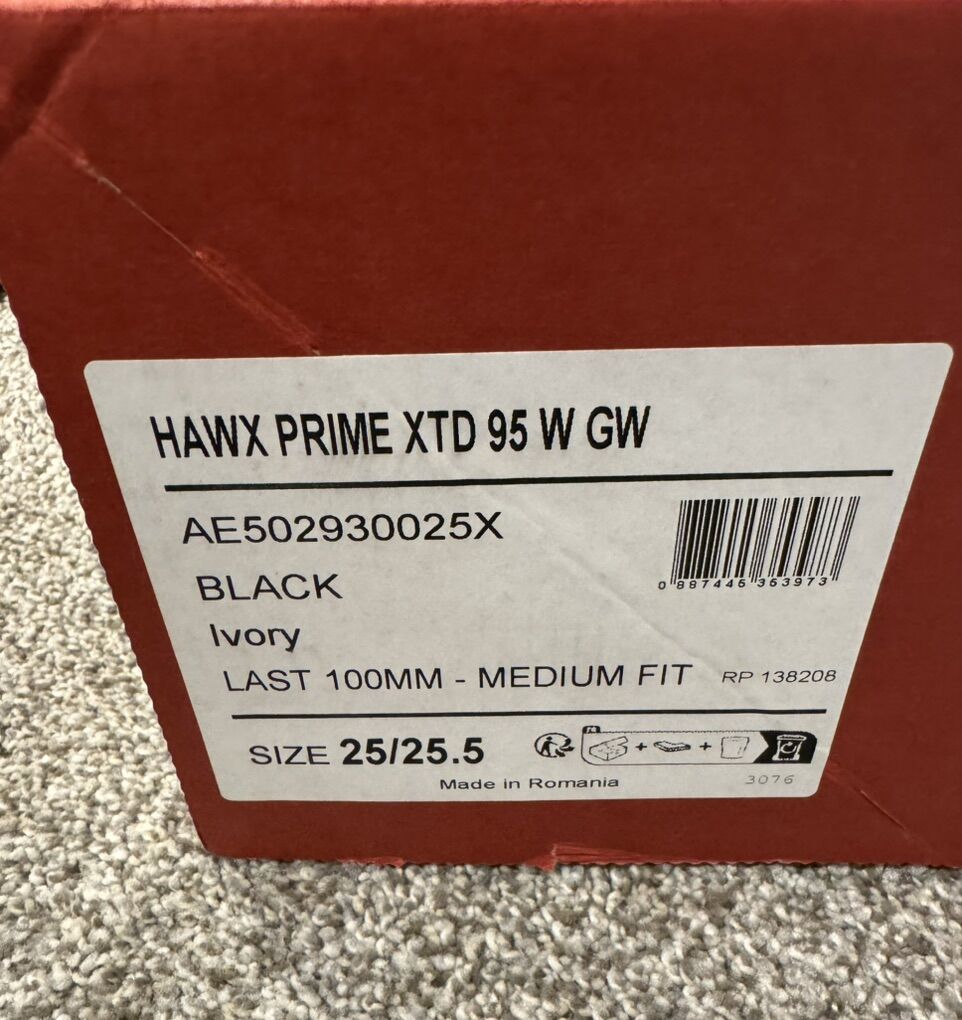 HAWX PRIME XTD 95 W GW
AE502930025X
BLACK
Ivory
0 887445 353973
LAST 100MM - MEDIUM FIT RP 138208
SIZE 25/25.5
Made in Romania 3076